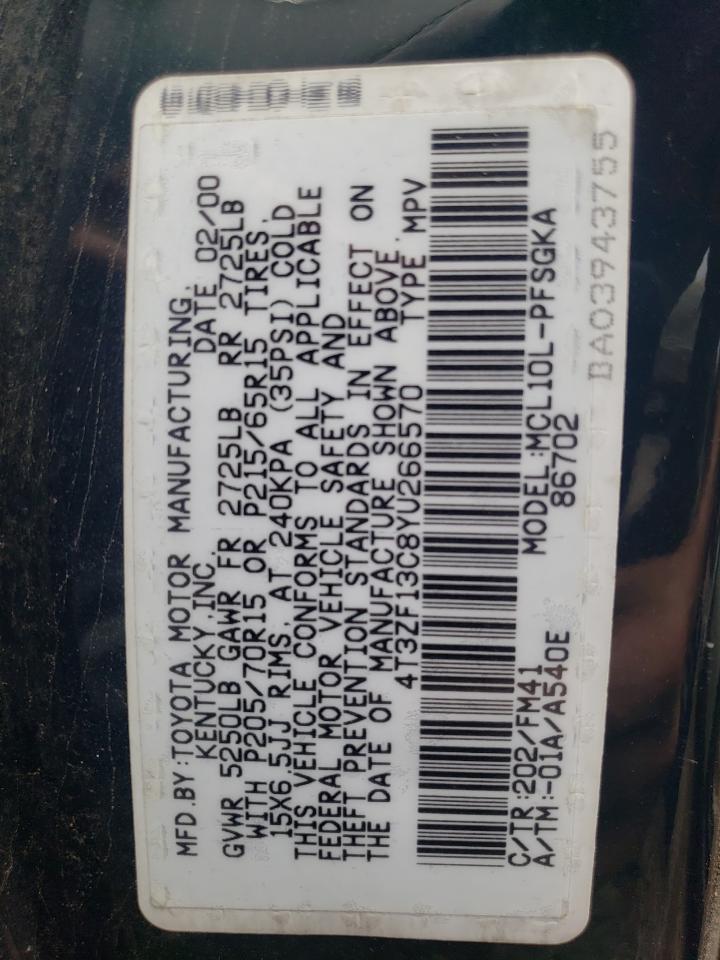 MFD.BY:TOYOTA MOTOR MANUFACTURING,
KENTUCKY,INC. DATE 02/00
GVWR 5250LB GAWR FR 2725LB RR 2725LB
WITH P205/70R15 OR P215/65R15 TIRES,
15X6.5JJ RIMS, AT 240KPA (35PSI) COLD
THIS VEHICLE CONFORMS TO ALL APPLICABLE
FEDERAL MOTOR VEHICLE SAFETY AND
THEFT PREVENTION STANDARDS IN EFFECT ON
THE DATE OF MANUFACTURE SHOWN ABOVE.
4T3ZF13C8YU266570 TYPE MPV
C/TR:202/FM41 MODEL:MCL10L-PFSGKA
A/TM:-01A/A540E 86702
BA03943755